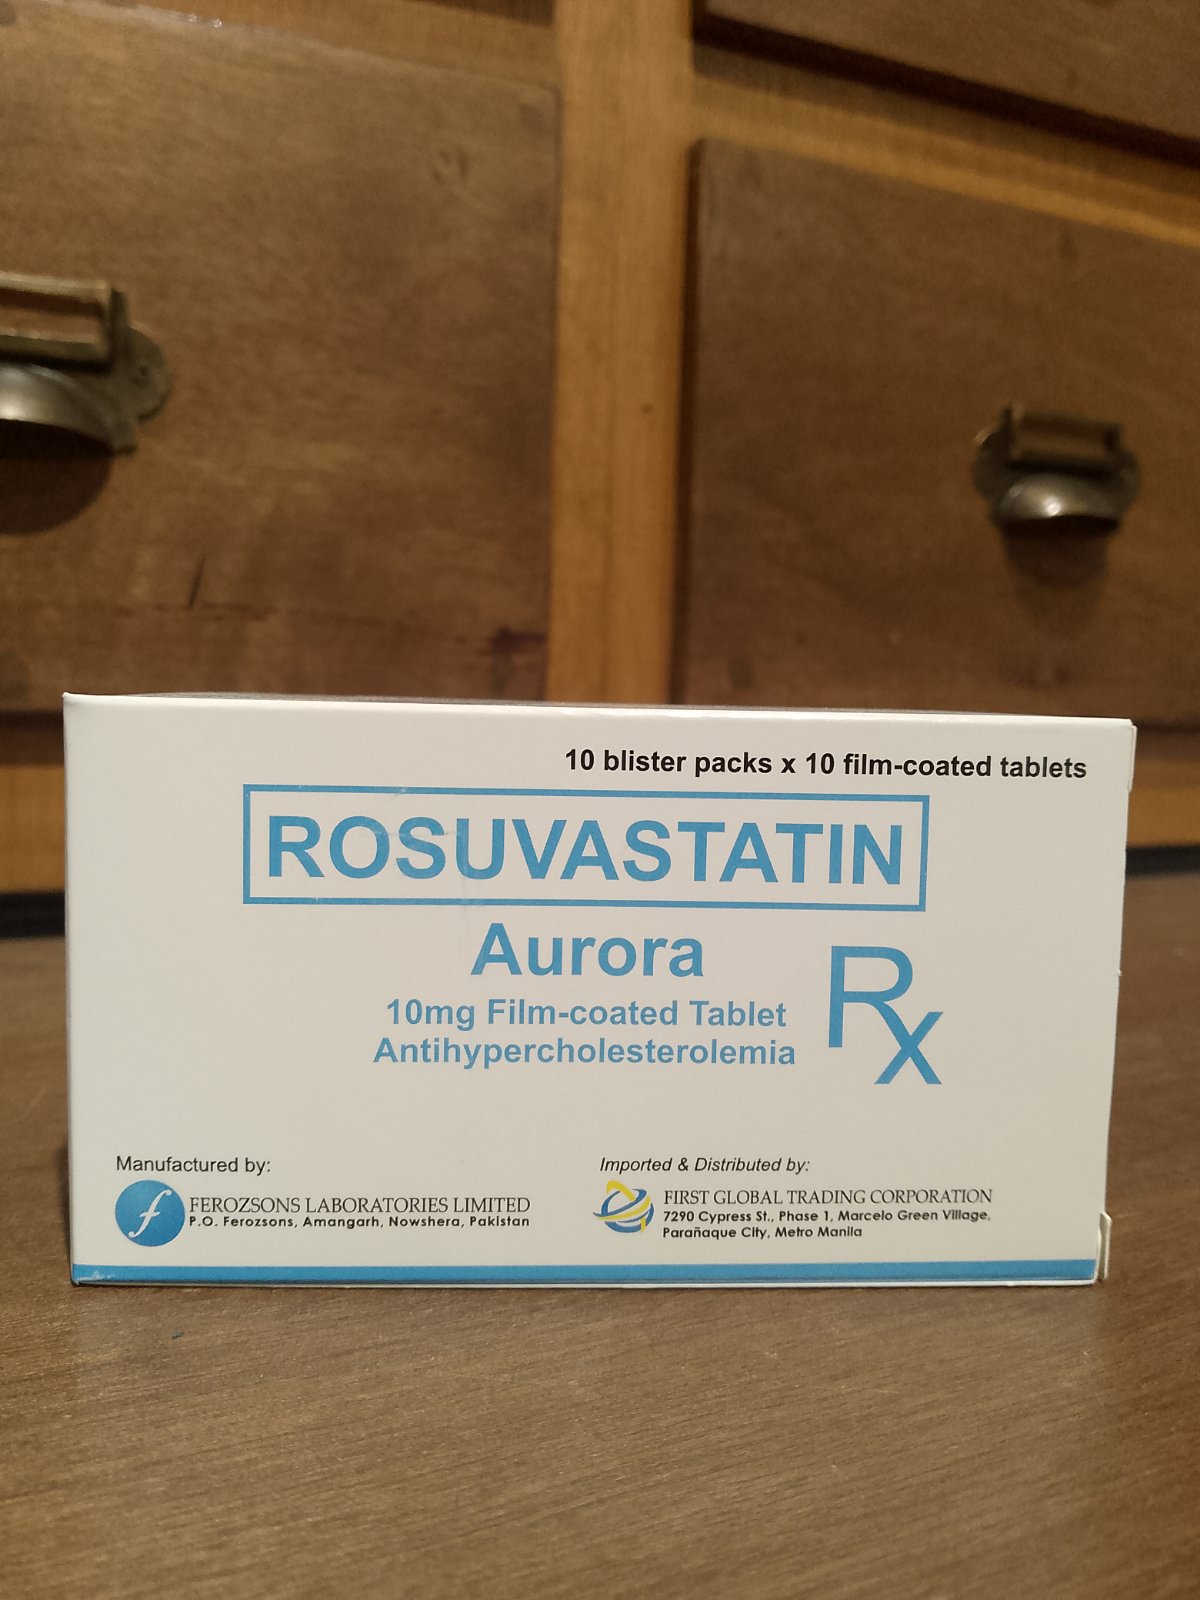 10 blister packs x 10 film-coated tablets
ROSUVASTATIN
Aurora
10mg Film-coated Tablet
Antihypercholesterolemia
Rx
Manufactured by:
f
FEROZSONS LABORATORIES LIMITED
P.O. Ferozsons, Amangarh, Nowshera, Pakistan
Imported & Distributed by:
FIRST GLOBAL TRADING CORPORATION
7290 Cypress St., Phase 1, Marcelo Green Village,
Parañaque City, Metro Manila